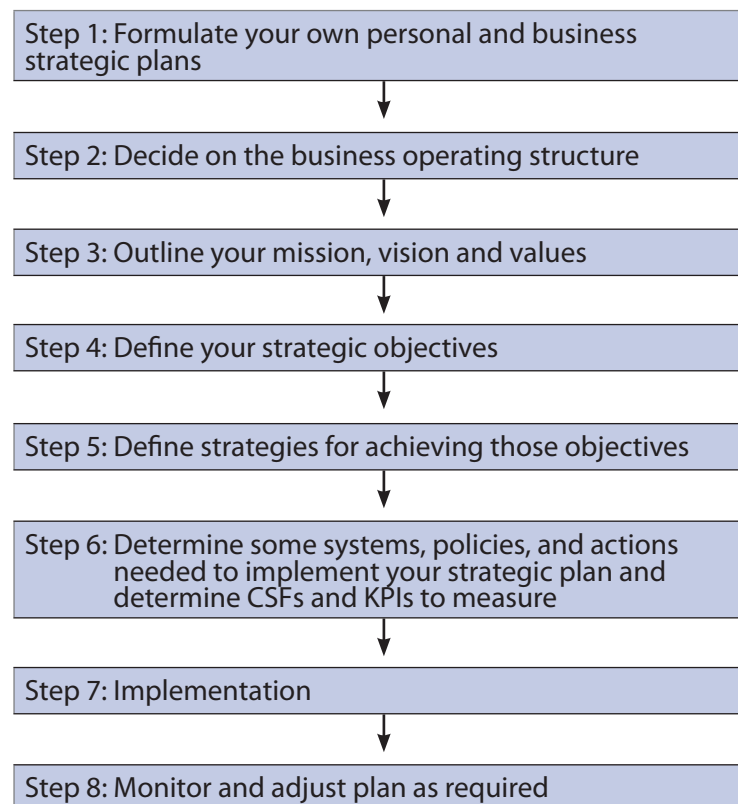 Step 1: Formulate your own personal and business
strategic plans
Step 2: Decide on the business operating structure
Step 3: Outline your mission, vision and values
Step 4: Define your strategic objectives
Step 5: Define strategies for achieving those objectives
Step 6: Determine some systems, policies, and actions
needed to implement your strategic plan and
determine CSFs and KPIs to measure
Step 7: Implementation
Step 8: Monitor and adjust plan as required